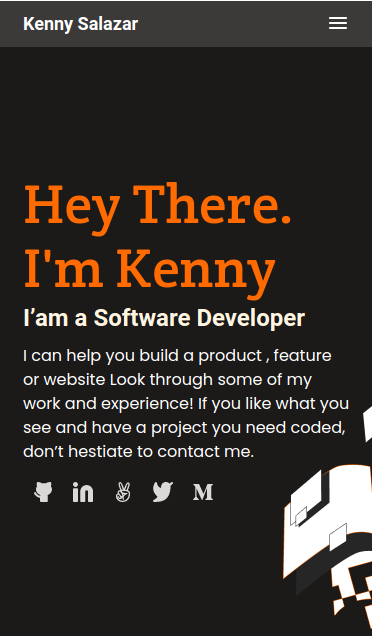 Kenny Salazar
Hey There.
I'm Kenny
I’am a Software Developer
I can help you build a product , feature
or website Look through some of my
work and experience! If you like what you
see and have a project you need coded,
don’t hestiate to contact me.